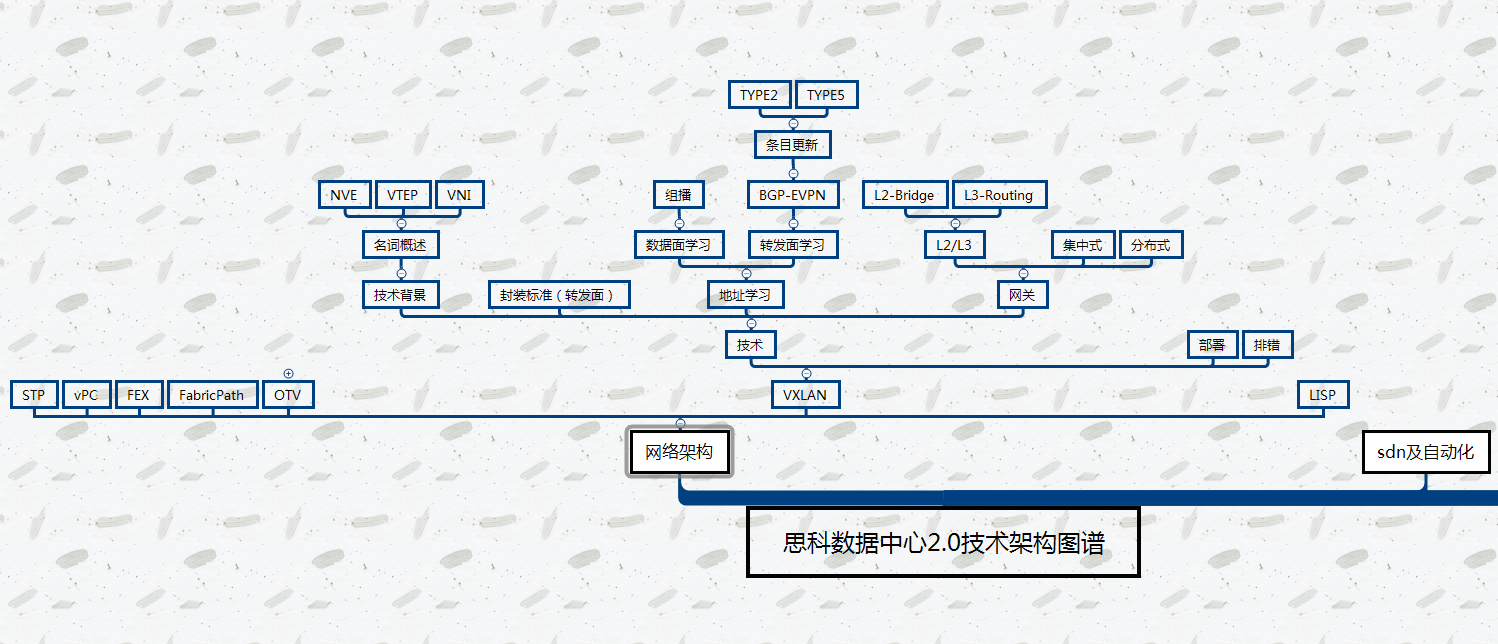 TYPE2
TYPE5
条目更新
NVE
VTEP
VNI
组播
BGP-EVPN
L2-Bridge
L3-Routing
名词概述
数据面学习
转发面学习
L2/L3
集中式
分布式
技术背景
封装标准（转发面）
地址学习
网关
技术
部署
排错
STP
vPC
FEX
FabricPath
OTV
VXLAN
LISP
网络架构
sdn及自动化
思科数据中心2.0技术架构图谱